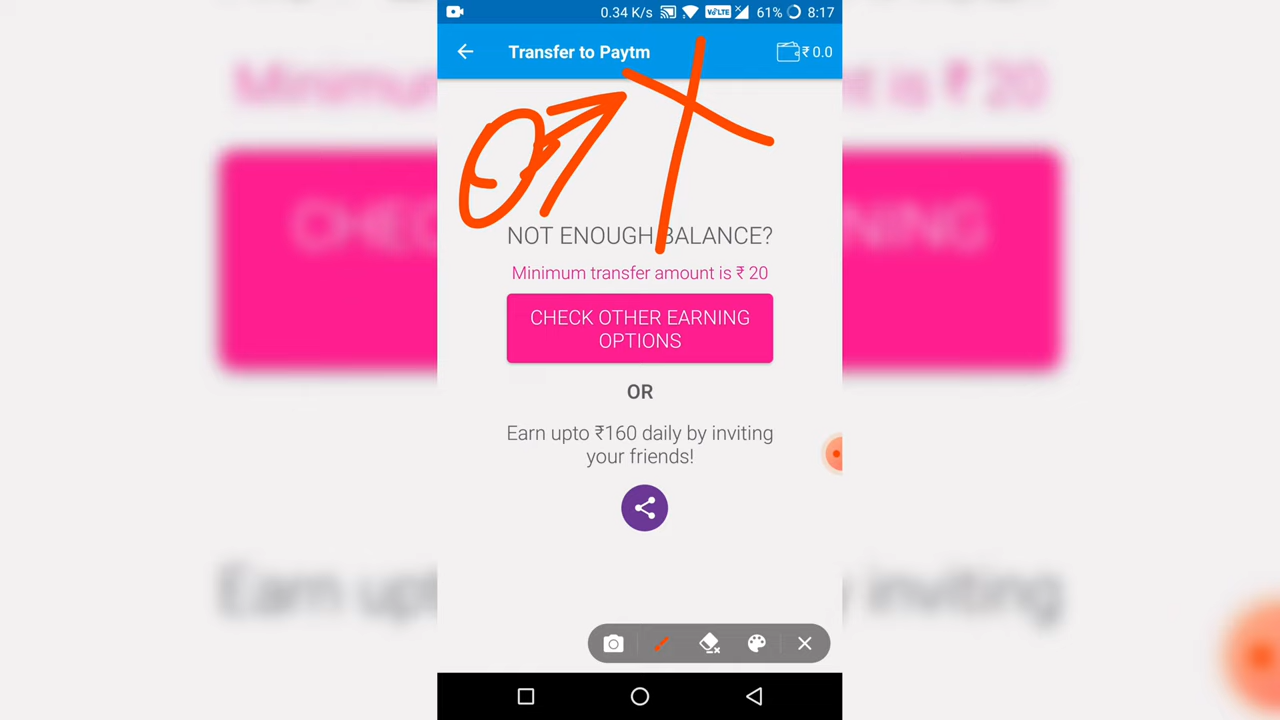 0.34 K/s VoLTE 61% 8:17
Transfer to Paytm ₹ 0.0
NOT ENOUGH BALANCE?
Minimum transfer amount is ₹ 20
CHECK OTHER EARNING
OPTIONS
OR
Earn upto ₹160 daily by inviting
your friends!